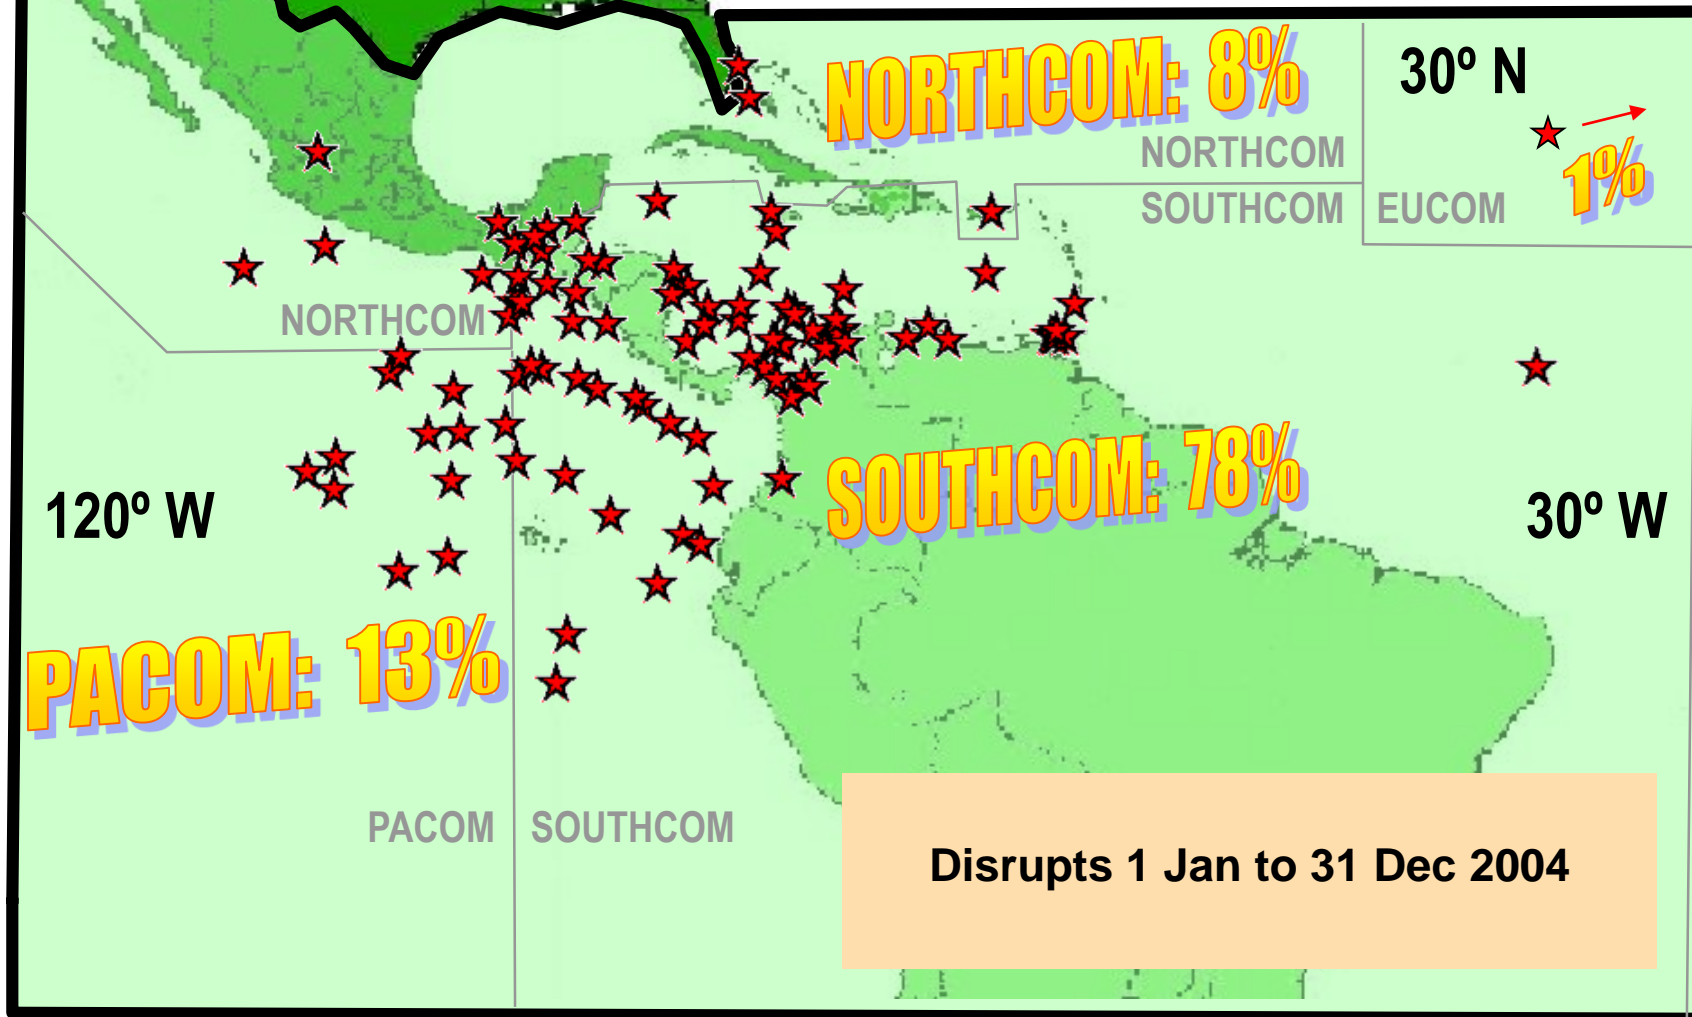 NORTHCOM: 8%
30º N
1%
NORTHCOM
SOUTHCOM
EUCOM
NORTHCOM
SOUTHCOM: 78%
120º W
30º W
PACOM: 13%
PACOM
SOUTHCOM
Disrupts 1 Jan to 31 Dec 2004